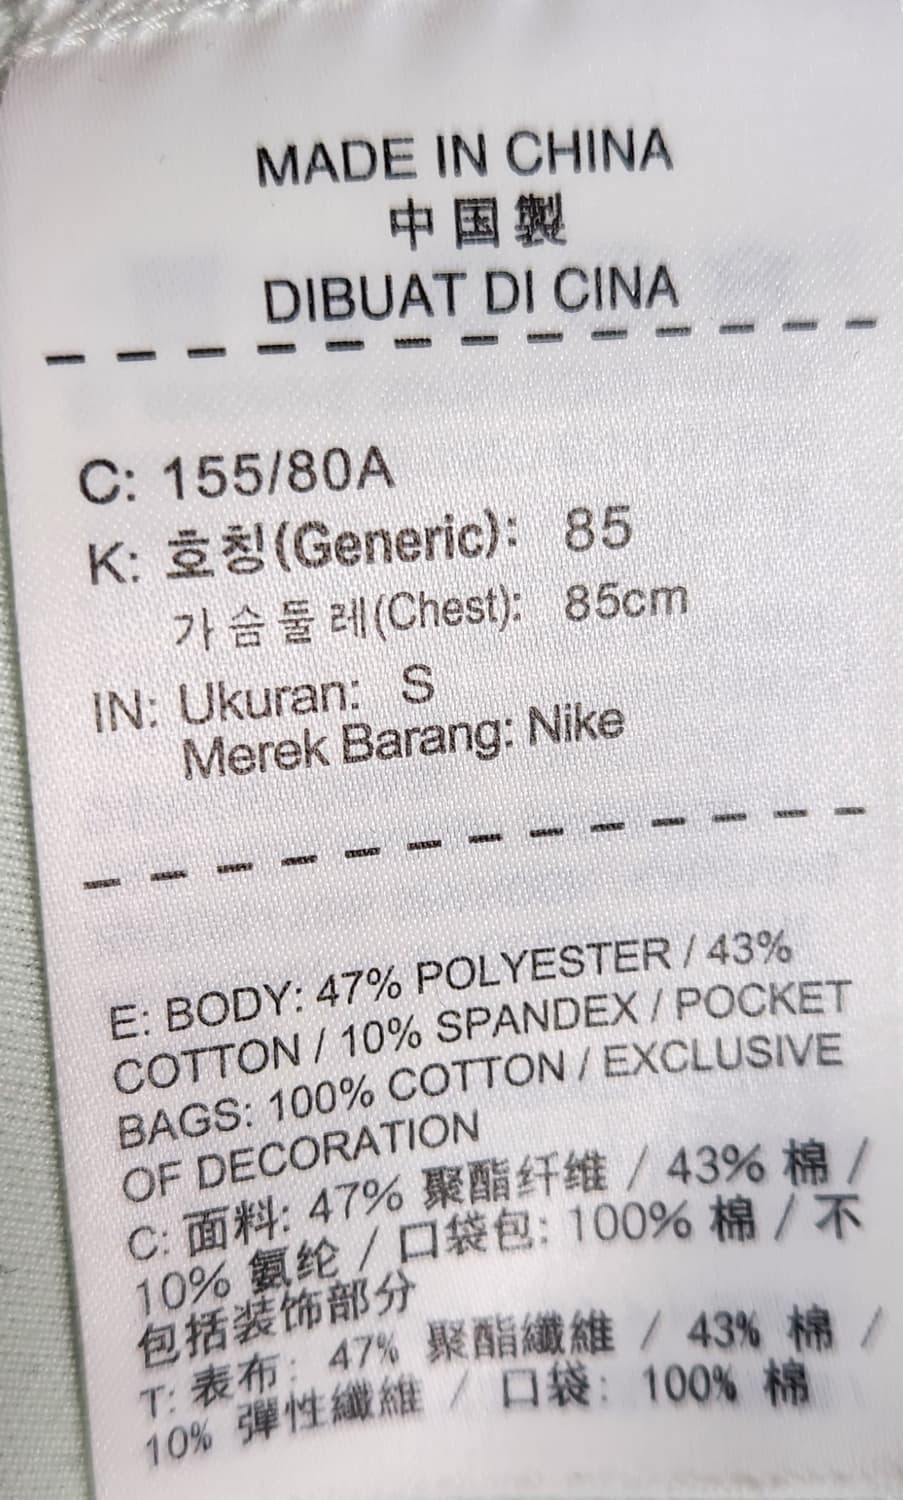 MADE IN CHINA
中国製
DIBUAT DI CINA
C: 155/80A
K: 호칭(Generic): 85
가슴둘레(Chest): 85cm
IN: Ukuran: S
Merek Barang: Nike
E: BODY: 47% POLYESTER / 43%
COTTON / 10% SPANDEX / POCKET
BAGS: 100% COTTON / EXCLUSIVE
OF DECORATION
C: 面料: 47% 聚酯纤维 / 43% 棉 /
10% 氨纶 / 口袋包: 100% 棉 / 不
包括装饰部分
T: 表布: 47% 聚酯纖維 / 43% 棉 /
10% 彈性纖維 / 口袋: 100% 棉